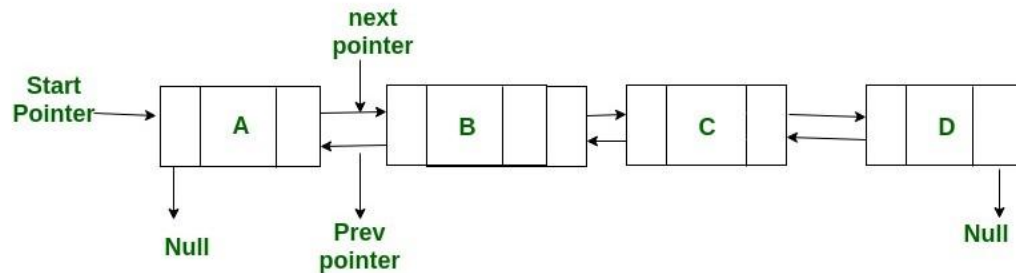 next
pointer
Start
Pointer
A
B
C
D
Null
Prev
pointer
Null